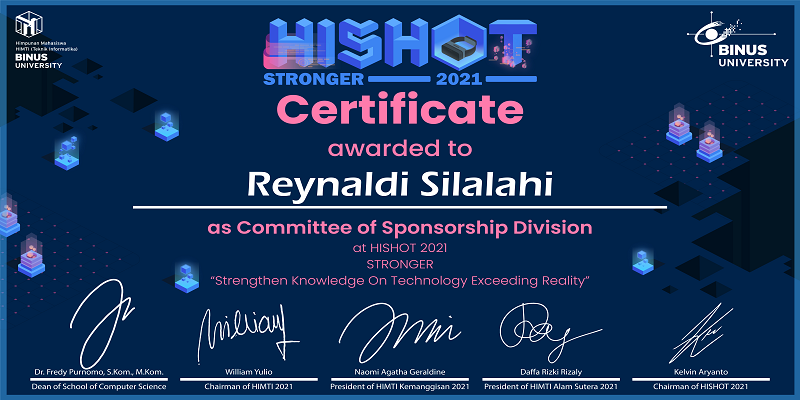 Himpunan Mahasiswa
HIMTI (Teknik Informatika)
BINUS
UNIVERSITY
HISHOT
STRONGER 2021
BINUS
UNIVERSITY
Certificate
awarded to
Reynaldi Silalahi
as Committee of Sponsorship Division
at HISHOT 2021
STRONGER
“Strengthen Knowledge On Technology Exceeding Reality”
Dr. Fredy Purnomo, S.Kom., M.Kom.
Dean of School of Computer Science
William Yulio
Chairman of HIMTI 2021
Naomi Agatha Geraldine
President of HIMTI Kemanggisan 2021
Daffa Rizki Rizaly
President of HIMTI Alam Sutera 2021
Kelvin Aryanto
Chairman of HISHOT 2021